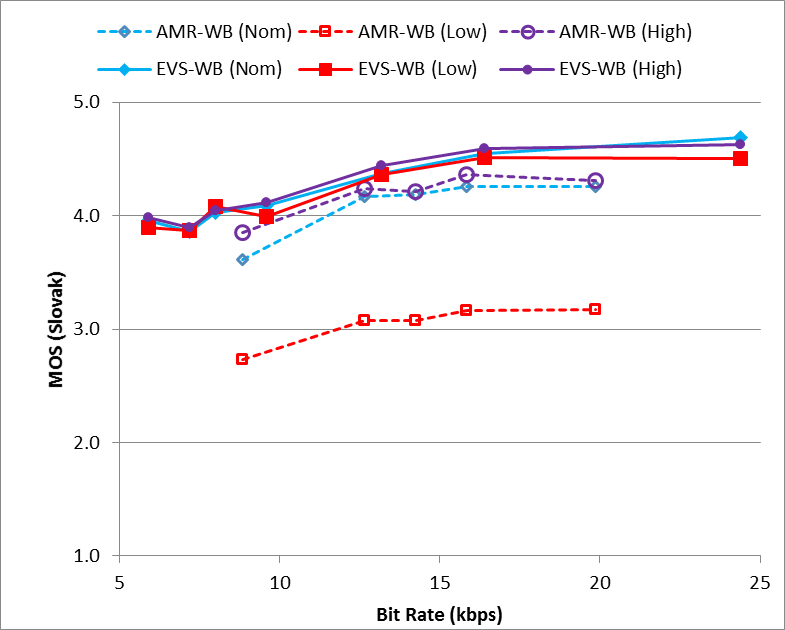 AMR-WB (Nom) AMR-WB (Low) AMR-WB (High)
EVS-WB (Nom) EVS-WB (Low) EVS-WB (High)
5.0
4.0
3.0
2.0
1.0
MOS (Slovak)
5 10 15 20 25
Bit Rate (kbps)